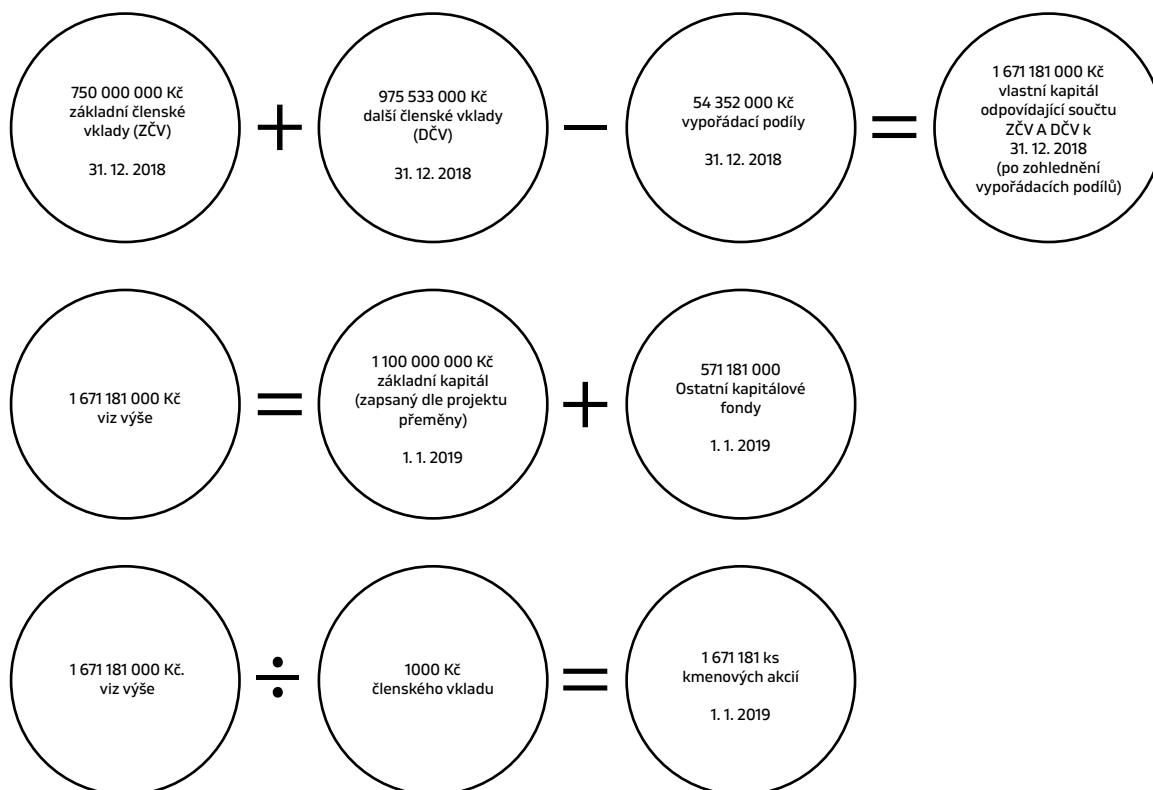 750 000 000 Kč
základní členské
vklady (ZČV)
31. 12. 2018
+
975 533 000 Kč
další členské vklady
(DČV)
31. 12. 2018
–
54 352 000 Kč
vypořádací podíly
31. 12. 2018
=
1 671 181 000 Kč
vlastní kapitál
odpovídající součtu
ZČV A DČV k
31. 12. 2018
(po zohlednění
vypořádacích podílů)
1 671 181 000 Kč
viz výše
=
1 100 000 000 Kč
základní kapitál
(zapsaný dle projektu
přeměny)
1. 1. 2019
+
571 181 000
Ostatní kapitálové
fondy
1. 1. 2019
1 671 181 000 Kč.
viz výše
÷
1000 Kč
členského vkladu
=
1 671 181 ks
kmenových akcií
1. 1. 2019